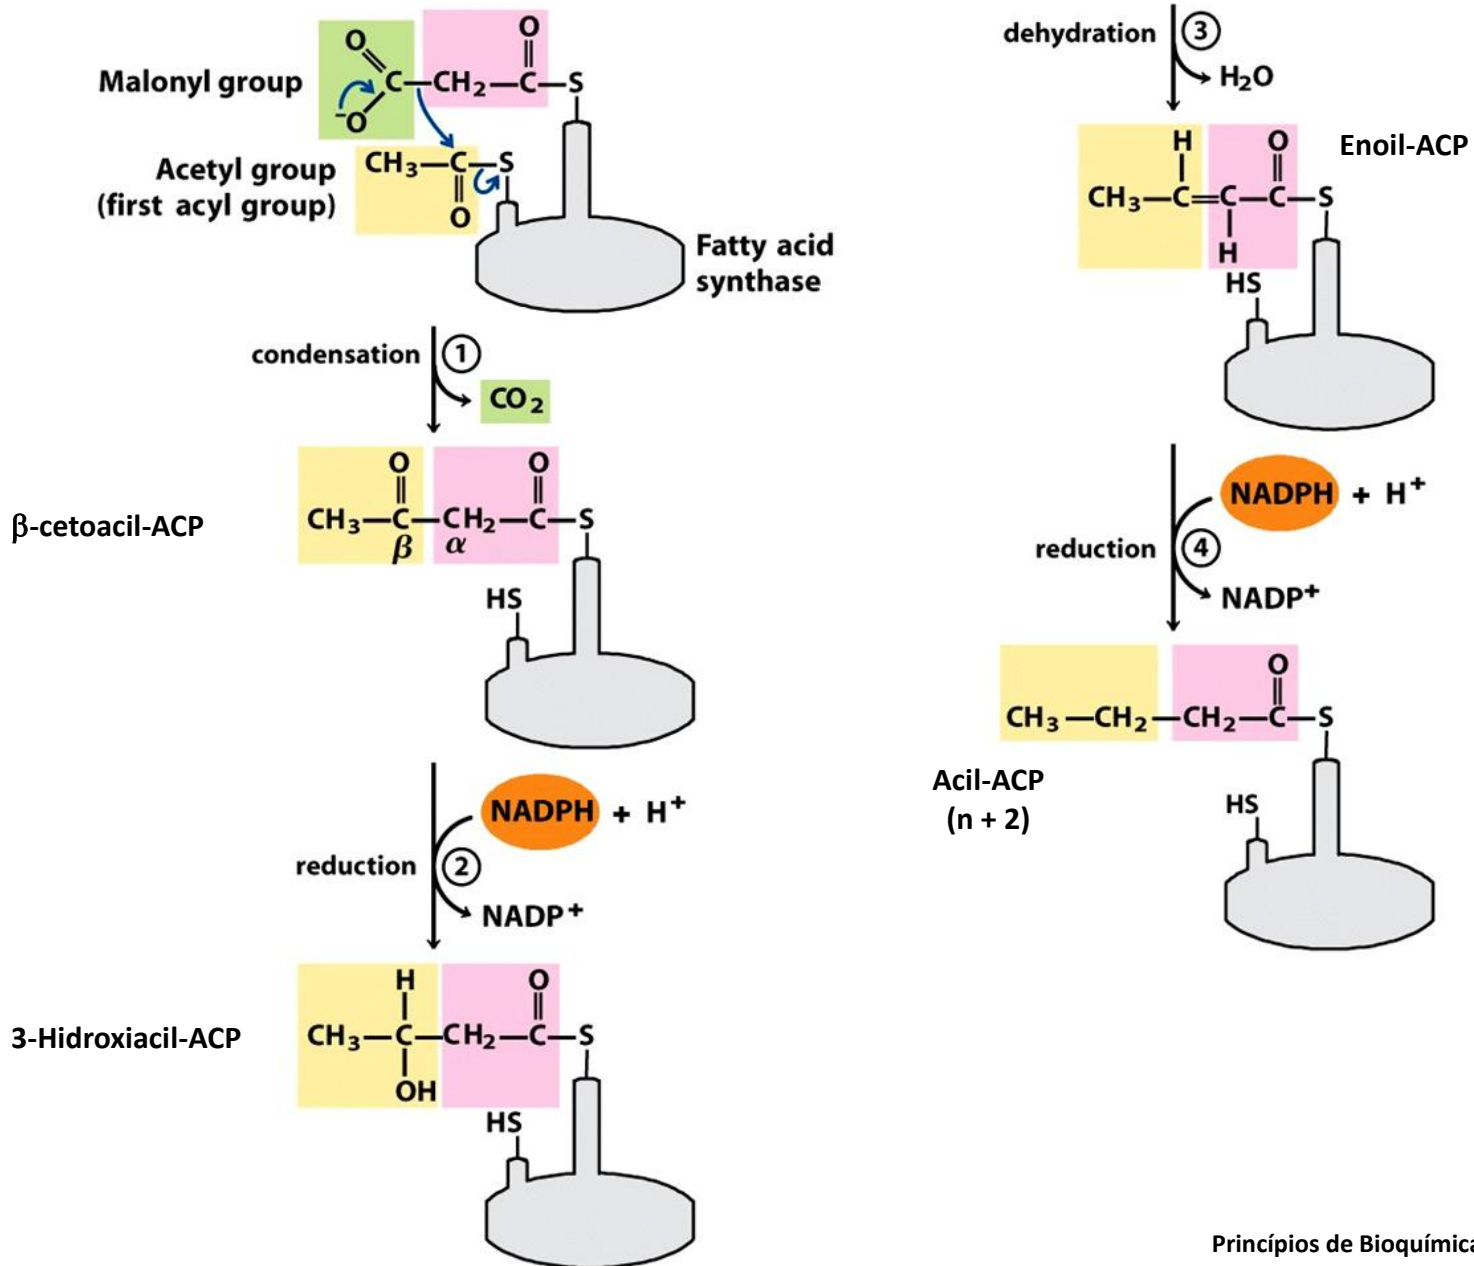 Malonyl group
O
C—CH₂—C—S
O
⁻O
Acetyl group
(first acyl group)
CH₃—C—S
O
Fatty acid
synthase
condensation
1
CO₂
β-cetoacil-ACP
O
O
CH₃—C—CH₂—C—S
β
α
HS
NADPH + H⁺
reduction
2
NADP⁺
3-Hidroxiacil-ACP
H
O
CH₃—C—CH₂—C—S
OH
HS
dehydration
3
H₂O
Enoil-ACP
H
O
CH₃—C=C—C—S
H
HS
NADPH + H⁺
reduction
4
NADP⁺
O
CH₃—CH₂—CH₂—C—S
Acil-ACP
(n + 2)
HS
Princípios de Bioquímica